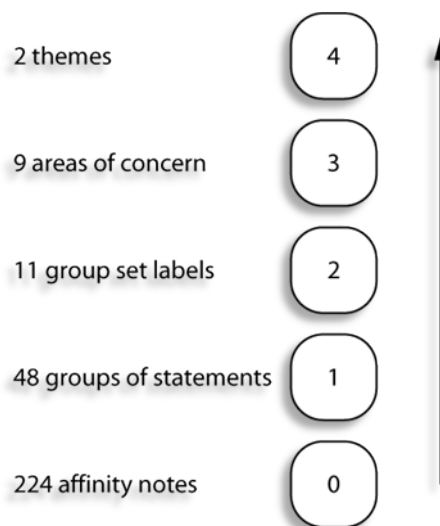 2 themes 4
9 areas of concern 3
11 group set labels 2
48 groups of statements 1
224 affinity notes 0